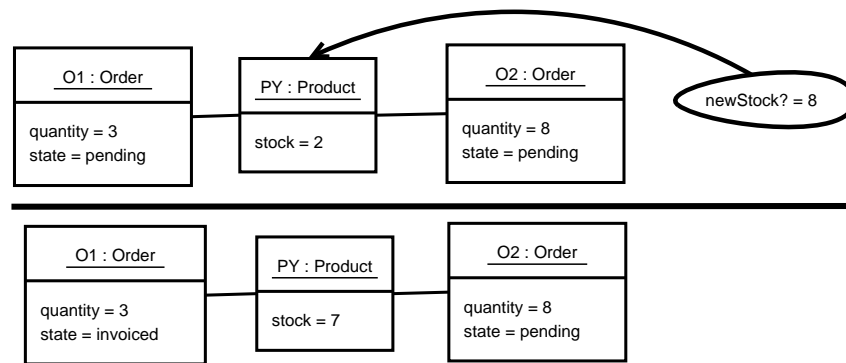 O1 : Order
quantity = 3
state = pending
PY : Product
stock = 2
O2 : Order
quantity = 8
state = pending
newStock? = 8
O1 : Order
quantity = 3
state = invoiced
PY : Product
stock = 7
O2 : Order
quantity = 8
state = pending